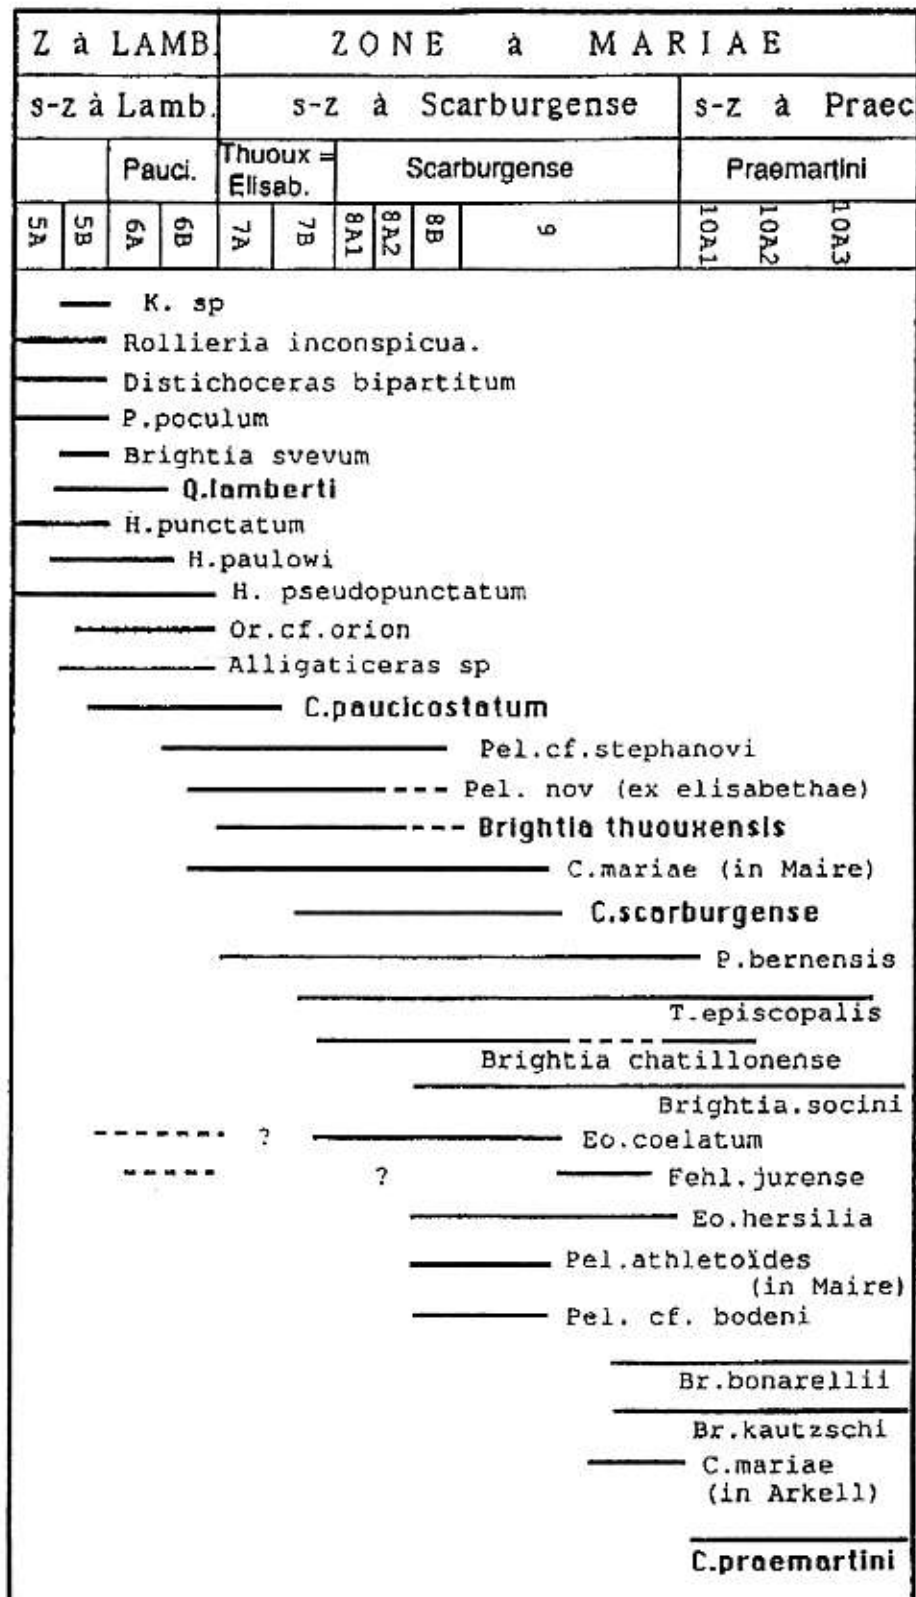 Z à LAMB. ZONE à MARIAE
s-z à Lamb. s-z à Scarburgense s-z à Praec
Pauci. Thuoux = Elisab. Scarburgense Praemartini
5A 5B 6A 6B 7A 7B 8A1 8A2 8B 9 10A1 10A2 10A3
K. sp
Rollieria inconspicua.
Distichoceras bipartitum
P.poculum
Brightia svevum
Q.lamberti
H.punctatum
H.paulowi
H. pseudopunctatum
Or.cf.orion
Alligaticeras sp
C.paucicostatum
Pel.cf.stephanovi
Pel. nov (ex elisabethae)
Brightia thuouxensis
C.mariae (in Maire)
C.scarburgense
P.bernensis
T.episcopalis
Brightia chatillonense
Brightia.socini
? Eo.coelatum
? Fehl.jurense
Eo.hersilia
Pel.athletoïdes
(in Maire)
Pel. cf. bodeni
Br.bonarellii
Br.kautzschi
C.mariae
(in Arkell)
C.praemartini